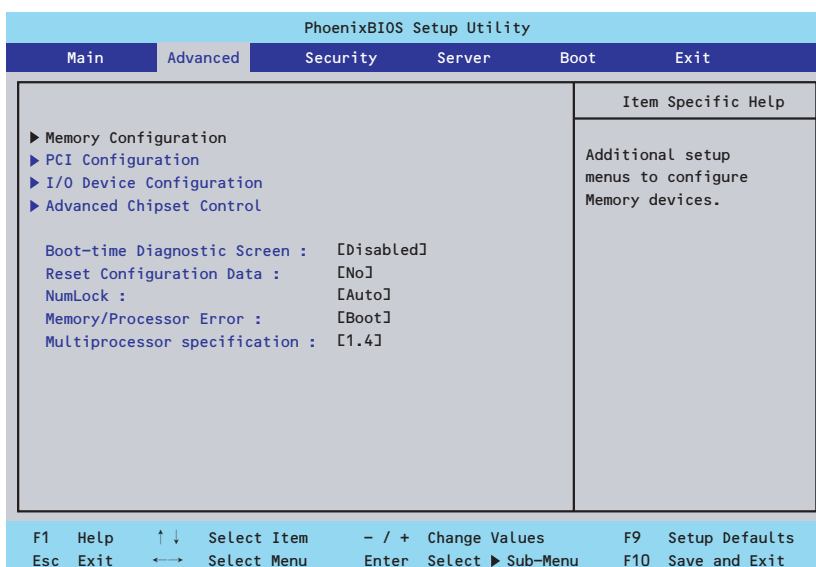 PhoenixBIOS Setup Utility
Main Advanced Security Server Boot Exit
Item Specific Help
▶ Memory Configuration
▶ PCI Configuration
▶ I/O Device Configuration
▶ Advanced Chipset Control
Boot-time Diagnostic Screen : [Disabled]
Reset Configuration Data : [No]
NumLock : [Auto]
Memory/Processor Error : [Boot]
Multiprocessor specification : [1.4]
Additional setup
menus to configure
Memory devices.
F1 Help ↑↓ Select Item - / + Change Values F9 Setup Defaults
Esc Exit ←→ Select Menu Enter Select ▶ Sub-Menu F10 Save and Exit